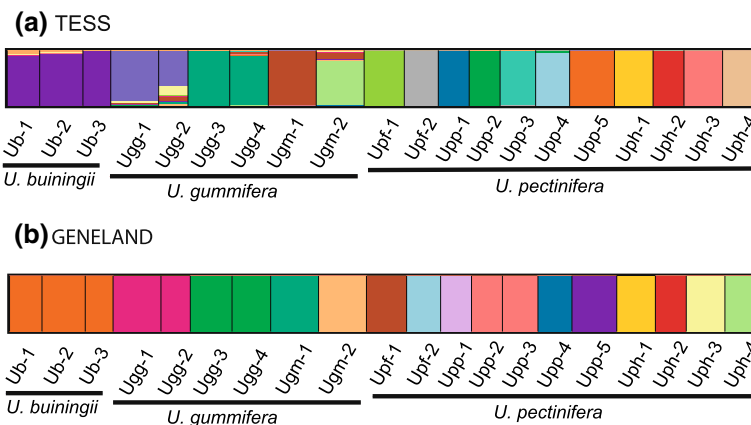 (a) TESS
Ub-1 Ub-2 Ub-3 Ugg-1 Ugg-2 Ugg-3 Ugg-4 Ugm-1 Ugm-2 Upf-1 Upf-2 Upp-1 Upp-2 Upp-3 Upp-4 Upp-5 Uph-1 Uph-2 Uph-3 Uph-4
U. buiningii U. gummifera U. pectinifera
(b) GENELAND
Ub-1 Ub-2 Ub-3 Ugg-1 Ugg-2 Ugg-3 Ugg-4 Ugm-1 Ugm-2 Upf-1 Upf-2 Upp-1 Upp-2 Upp-3 Upp-4 Upp-5 Uph-1 Uph-2 Uph-3 Uph-4
U. buiningii U. gummifera U. pectinifera